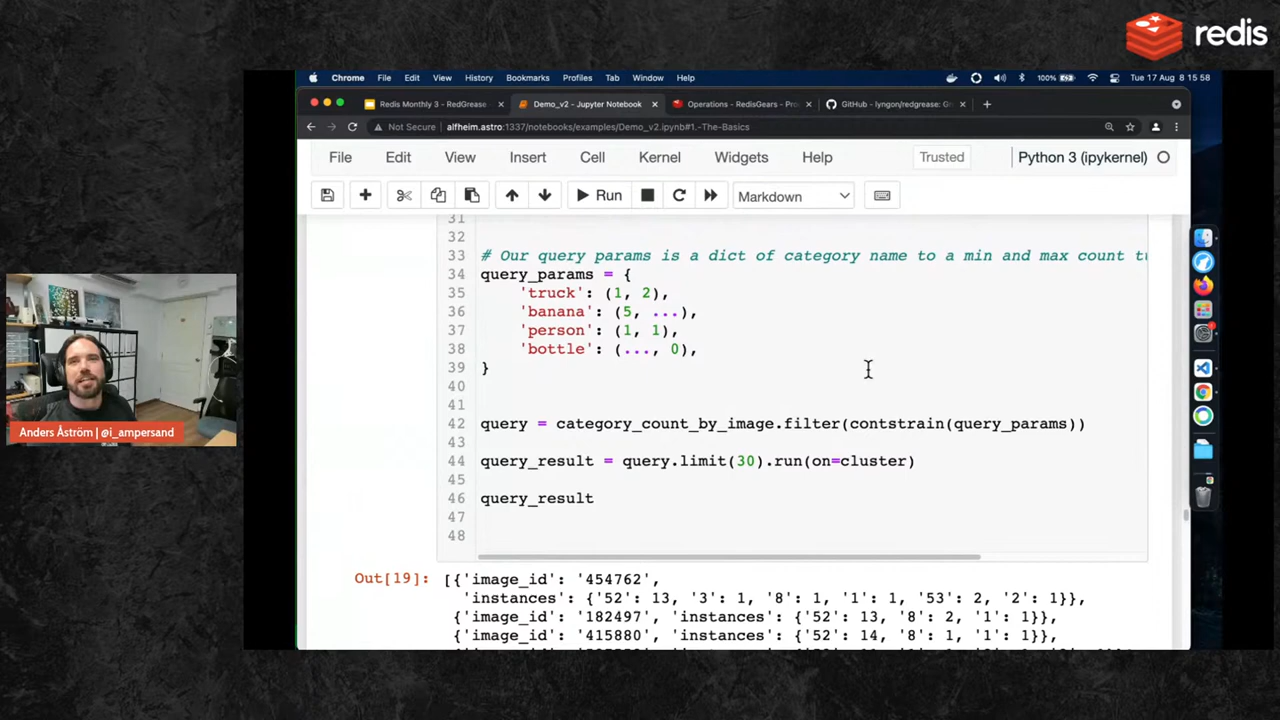 redis
Chrome File Edit View History Bookmarks Profiles Tab Window Help
100% Tue 17 Aug 8 15 58
Redis Monthly 3 - RedGrease
Demo_v2 - Jupyter Notebook
Operations - RedisGears - Pro
GitHub - lyngon/redgrease: Gr
Not Secure alfheim.astro:1337/notebooks/examples/Demo_v2.ipynb#1.-The-Basics
File Edit View Insert Cell Kernel Widgets Help Trusted Python 3 (ipykernel)
Run Markdown
31
32
33 # Our query params is a dict of category name to a min and max count tu
34 query_params = {
35 'truck': (1, 2),
36 'banana': (5, ...),
37 'person': (1, 1),
38 'bottle': (..., 0),
39 }
40
41
42 query = category_count_by_image.filter(contstrain(query_params))
43
44 query_result = query.limit(30).run(on=cluster)
45
46 query_result
47
48
Out[19]: [{'image_id': '454762',
'instances': {'52': 13, '3': 1, '8': 1, '1': 1, '53': 2, '2': 1}},
{'image_id': '182497', 'instances': {'52': 13, '8': 2, '1': 1}},
{'image_id': '415880', 'instances': {'52': 14, '8': 1, '1': 1}},
Anders Åström | @i_ampersand